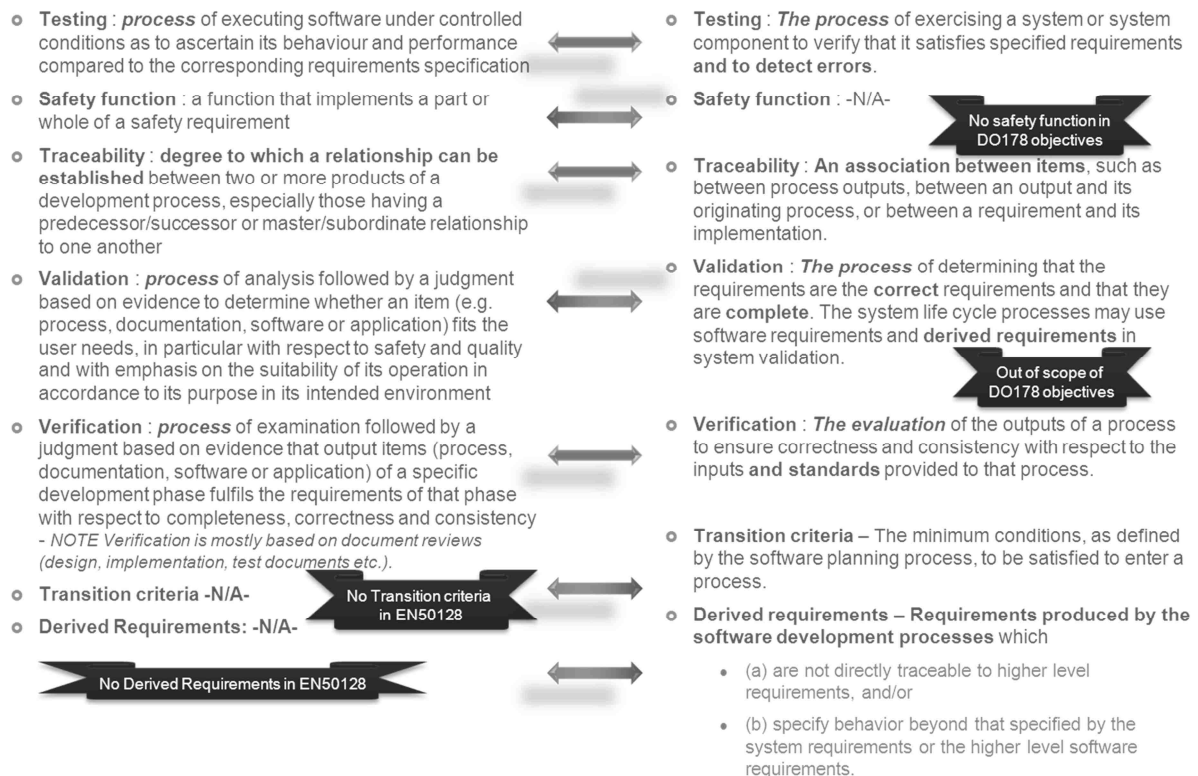 Testing : process of executing software under controlled
conditions as to ascertain its behaviour and performance
compared to the corresponding requirements specification
Safety function : a function that implements a part or
whole of a safety requirement
Traceability : degree to which a relationship can be
established between two or more products of a
development process, especially those having a
predecessor/successor or master/subordinate relationship
to one another
Validation : process of analysis followed by a judgment
based on evidence to determine whether an item (e.g.
process, documentation, software or application) fits the
user needs, in particular with respect to safety and quality
and with emphasis on the suitability of its operation in
accordance to its purpose in its intended environment
Verification : process of examination followed by a
judgment based on evidence that output items (process,
documentation, software or application) of a specific
development phase fulfils the requirements of that phase
with respect to completeness, correctness and consistency
- NOTE Verification is mostly based on document reviews
(design, implementation, test documents etc.).
Transition criteria -N/A-
No Transition criteria
in EN50128
Derived Requirements: -N/A-
No Derived Requirements in EN50128
Testing : The process of exercising a system or system
component to verify that it satisfies specified requirements
and to detect errors.
Safety function : -N/A-
No safety function in
DO178 objectives
Traceability : An association between items, such as
between process outputs, between an output and its
originating process, or between a requirement and its
implementation.
Validation : The process of determining that the
requirements are the correct requirements and that they
are complete. The system life cycle processes may use
software requirements and derived requirements in
system validation.
Out of scope of
DO178 objectives
Verification : The evaluation of the outputs of a process
to ensure correctness and consistency with respect to the
inputs and standards provided to that process.
Transition criteria – The minimum conditions, as defined
by the software planning process, to be satisfied to enter a
process.
Derived requirements – Requirements produced by the
software development processes which
(a) are not directly traceable to higher level
requirements, and/or
(b) specify behavior beyond that specified by the
system requirements or the higher level software
requirements.